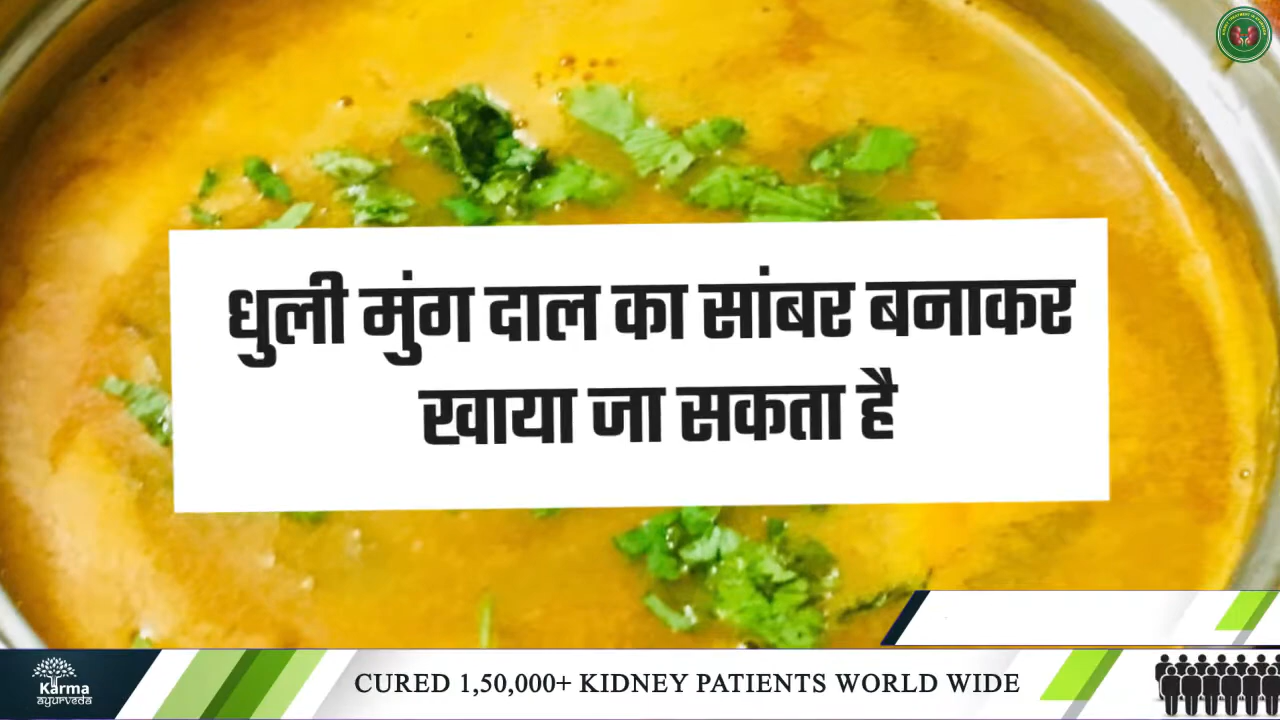 धुली मुंग दाल का सांबर बनाकर
खाया जा सकता है
Karma
ayurveda
CURED 1,50,000+ KIDNEY PATIENTS WORLD WIDE